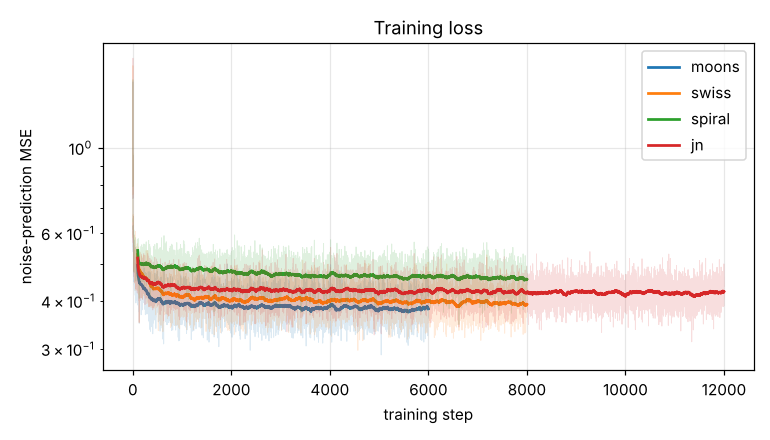 Training loss
noise-prediction MSE
10⁰
6 × 10⁻¹
4 × 10⁻¹
3 × 10⁻¹
moons
swiss
spiral
jn
0 2000 4000 6000 8000 10000 12000
training step